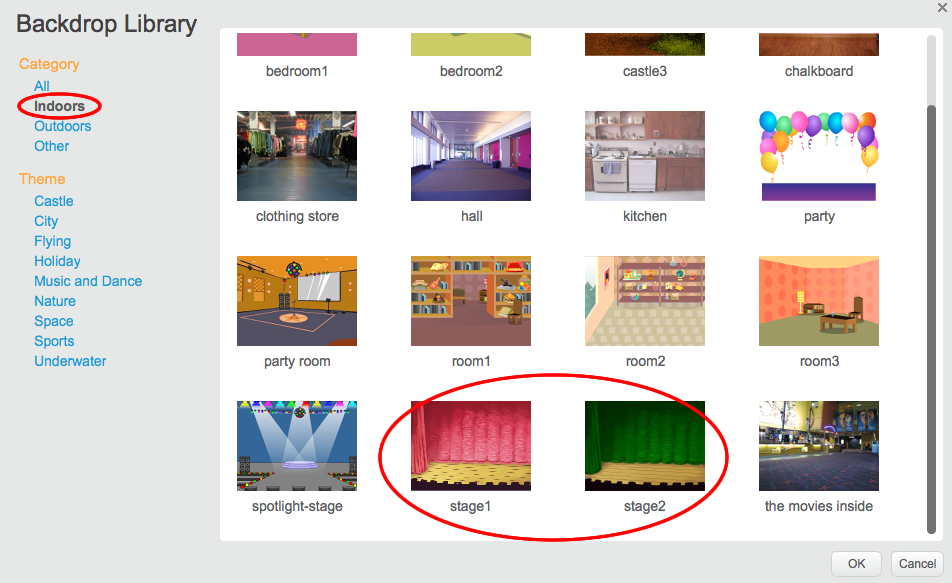 Backdrop Library
Category
All
Indoors
Outdoors
Other
Theme
Castle
City
Flying
Holiday
Music and Dance
Nature
Space
Sports
Underwater
bedroom1 bedroom2 castle3 chalkboard
clothing store hall kitchen party
party room room1 room2 room3
spotlight-stage stage1 stage2 the movies inside
OK Cancel